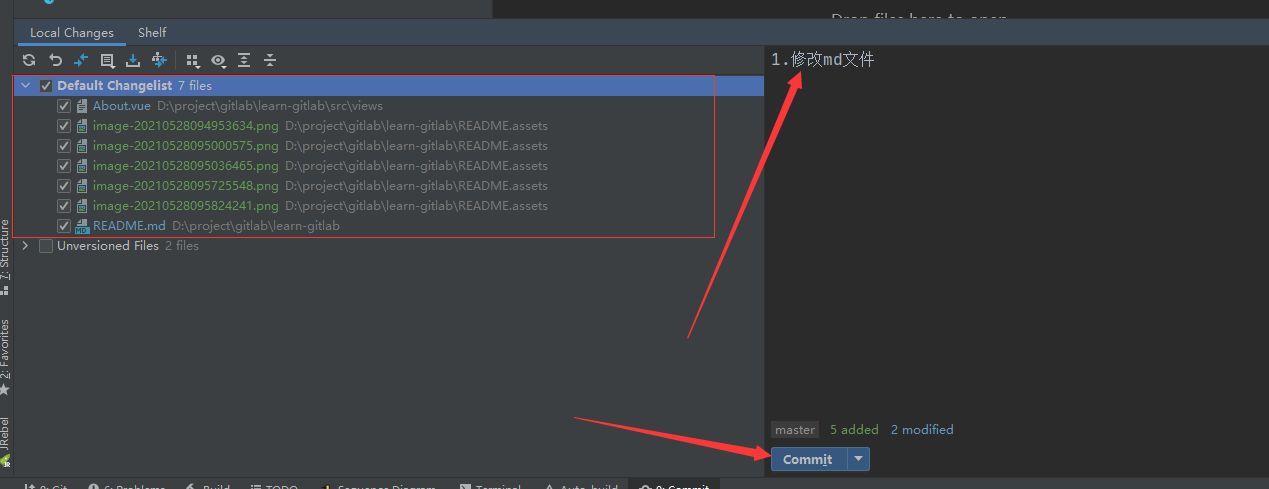 Drop files here to open
Local Changes Shelf
1.修改md文件
Default Changelist 7 files
About.vue D:\project\gitlab\learn-gitlab\src\views
image-20210528094953634.png D:\project\gitlab\learn-gitlab\README.assets
image-20210528095000575.png D:\project\gitlab\learn-gitlab\README.assets
image-20210528095036465.png D:\project\gitlab\learn-gitlab\README.assets
image-20210528095725548.png D:\project\gitlab\learn-gitlab\README.assets
image-20210528095824241.png D:\project\gitlab\learn-gitlab\README.assets
MD README.md D:\project\gitlab\learn-gitlab
Unversioned Files 2 files
7: Structure
2: Favorites
JRebel
master 5 added 2 modified
Commit
9: Git 6: Problems Build TODO Sequence Diagram Terminal Auto-build 0: Commit